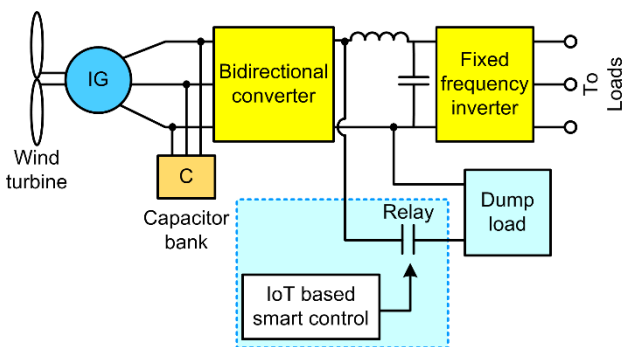 IG
Wind
turbine
C
Capacitor
bank
Bidirectional
converter
Fixed
frequency
inverter
To
Loads
Relay
Dump
load
IoT based
smart control